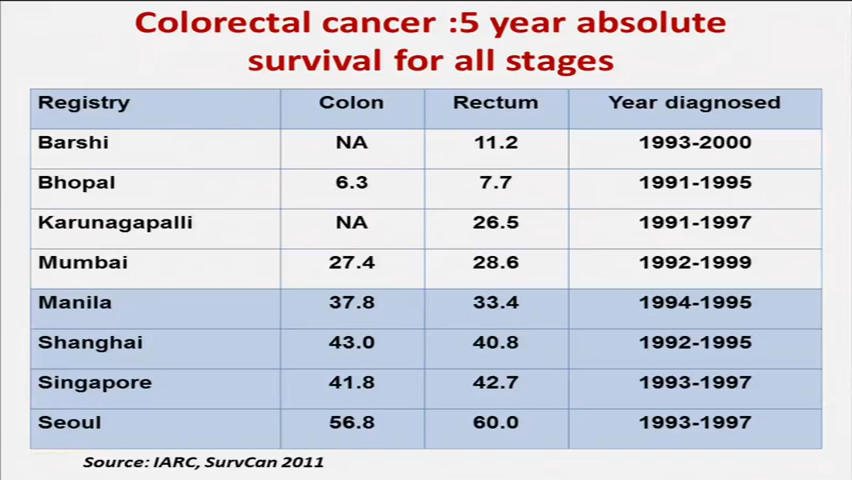 Colorectal cancer :5 year absolute
survival for all stages
Registry Colon Rectum Year diagnosed
Barshi NA 11.2 1993-2000
Bhopal 6.3 7.7 1991-1995
Karunagapalli NA 26.5 1991-1997
Mumbai 27.4 28.6 1992-1999
Manila 37.8 33.4 1994-1995
Shanghai 43.0 40.8 1992-1995
Singapore 41.8 42.7 1993-1997
Seoul 56.8 60.0 1993-1997
Source: IARC, SurvCan 2011